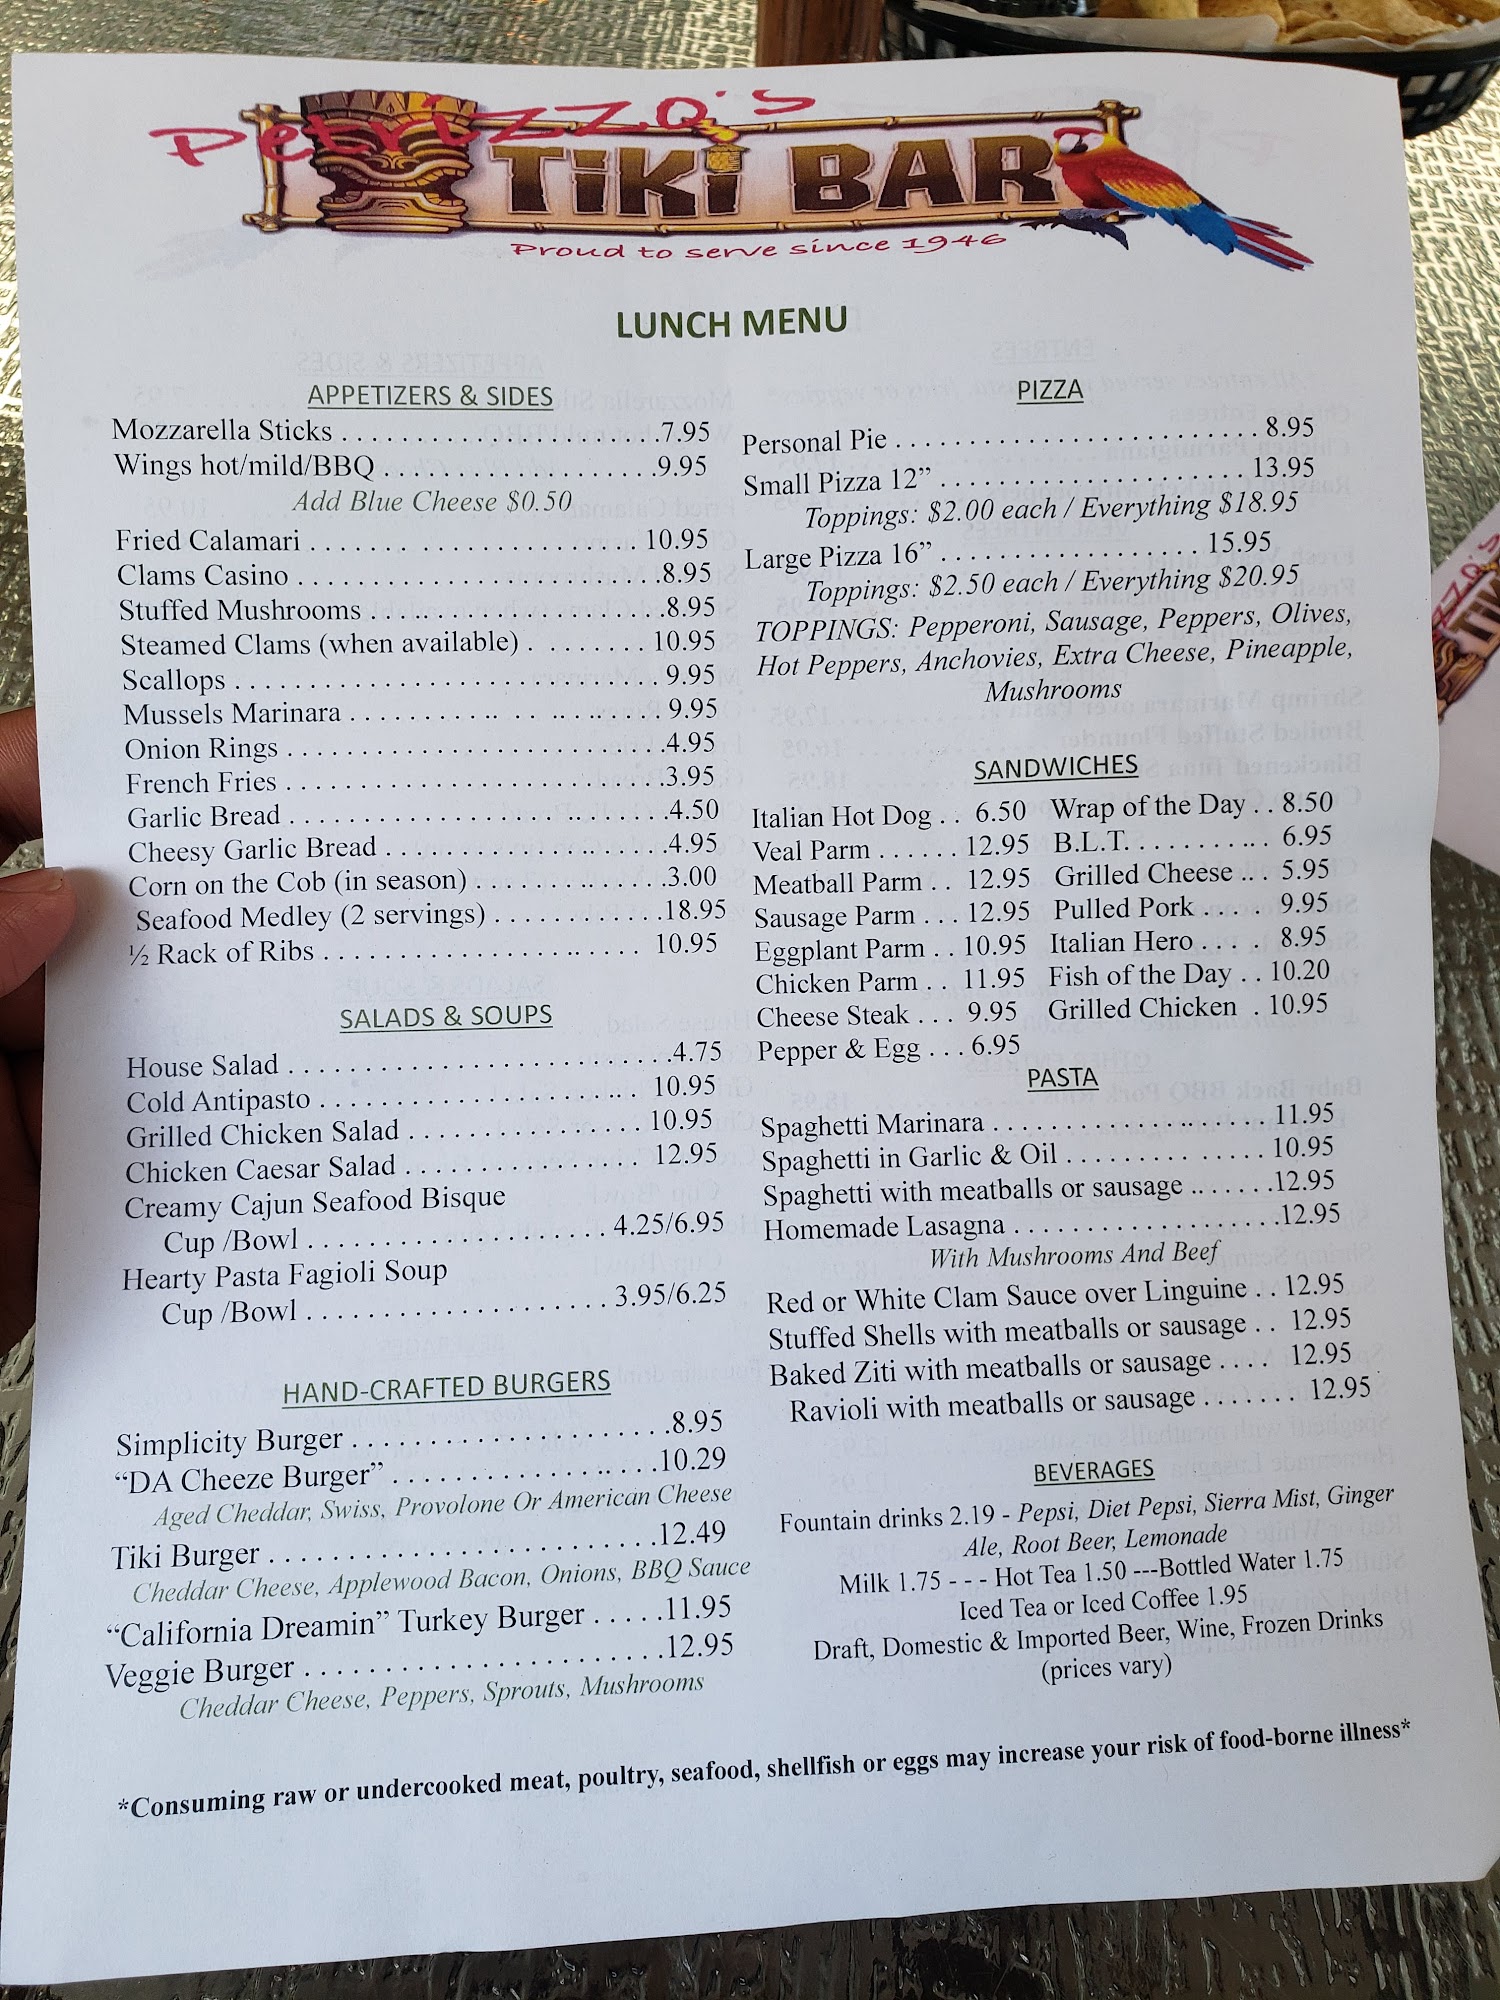 Petrizzo's
TIKI BAR
Proud to serve since 1946
LUNCH MENU
APPETIZERS & SIDES
Mozzarella Sticks . . . . . . . . . . . . . . . . . . . . .7.95
Wings hot/mild/BBQ . . . . . . . . . . . . . . . . . .9.95
Add Blue Cheese $0.50
Fried Calamari . . . . . . . . . . . . . . . . . . . . . 10.95
Clams Casino . . . . . . . . . . . . . . . . . . . . . . . .8.95
Stuffed Mushrooms . . . . . . . . . . . . . . . . . . . .8.95
Steamed Clams (when available) . . . . . . . . 10.95
Scallops . . . . . . . . . . . . . . . . . . . . . . . . . . . . 9.95
Mussels Marinara . . . . . . . . . . . . . . . . . . . . . 9.95
Onion Rings . . . . . . . . . . . . . . . . . . . . . . . . .4.95
French Fries . . . . . . . . . . . . . . . . . . . . . . . . .3.95
Garlic Bread . . . . . . . . . . . . . . . . . . . . . . . . .4.50
Cheesy Garlic Bread . . . . . . . . . . . . . . . . . . .4.95
Corn on the Cob (in season) . . . . . . . . . . . . .3.00
Seafood Medley (2 servings) . . . . . . . . . . . .18.95
½ Rack of Ribs . . . . . . . . . . . . . . . . . . . . . 10.95
SALADS & SOUPS
House Salad . . . . . . . . . . . . . . . . . . . . . . . . .4.75
Cold Antipasto . . . . . . . . . . . . . . . . . . . . . 10.95
Grilled Chicken Salad . . . . . . . . . . . . . . . . 10.95
Chicken Caesar Salad . . . . . . . . . . . . . . . . 12.95
Creamy Cajun Seafood Bisque
Cup /Bowl . . . . . . . . . . . . . . . . . . . . 4.25/6.95
Hearty Pasta Fagioli Soup
Cup /Bowl . . . . . . . . . . . . . . . . . . . . 3.95/6.25
HAND-CRAFTED BURGERS
Simplicity Burger . . . . . . . . . . . . . . . . . . . . .8.95
“DA Cheeze Burger” . . . . . . . . . . . . . . . . . .10.29
Aged Cheddar, Swiss, Provolone Or American Cheese
Tiki Burger . . . . . . . . . . . . . . . . . . . . . . . . .12.49
Cheddar Cheese, Applewood Bacon, Onions, BBQ Sauce
“California Dreamin” Turkey Burger . . . . .11.95
Veggie Burger . . . . . . . . . . . . . . . . . . . . . . .12.95
Cheddar Cheese, Peppers, Sprouts, Mushrooms
PIZZA
Personal Pie . . . . . . . . . . . . . . . . . . . . . . . . 8.95
Small Pizza 12” . . . . . . . . . . . . . . . . . . . . 13.95
Toppings: $2.00 each / Everything $18.95
Large Pizza 16” . . . . . . . . . . . . . . . . . 15.95
Toppings: $2.50 each / Everything $20.95
TOPPINGS: Pepperoni, Sausage, Peppers, Olives,
Hot Peppers, Anchovies, Extra Cheese, Pineapple,
Mushrooms
SANDWICHES
Italian Hot Dog . . 6.50 Wrap of the Day . . 8.50
Veal Parm . . . . . . 12.95 B.L.T. . . . . . . . . . . 6.95
Meatball Parm . . 12.95 Grilled Cheese . . . 5.95
Sausage Parm . . . 12.95 Pulled Pork . . . . . 9.95
Eggplant Parm . . 10.95 Italian Hero . . . . 8.95
Chicken Parm . . 11.95 Fish of the Day . . 10.20
Cheese Steak . . . 9.95 Grilled Chicken . 10.95
Pepper & Egg . . . 6.95
PASTA
Spaghetti Marinara . . . . . . . . . . . . . . . . . . . 11.95
Spaghetti in Garlic & Oil . . . . . . . . . . . . . . 10.95
Spaghetti with meatballs or sausage . . . . . . .12.95
Homemade Lasagna . . . . . . . . . . . . . . . . . . .12.95
With Mushrooms And Beef
Red or White Clam Sauce over Linguine . . 12.95
Stuffed Shells with meatballs or sausage . . 12.95
Baked Ziti with meatballs or sausage . . . . 12.95
Ravioli with meatballs or sausage . . . . . . . 12.95
BEVERAGES
Fountain drinks 2.19 - Pepsi, Diet Pepsi, Sierra Mist, Ginger
Ale, Root Beer, Lemonade
Milk 1.75 - - - Hot Tea 1.50 ---Bottled Water 1.75
Iced Tea or Iced Coffee 1.95
Draft, Domestic & Imported Beer, Wine, Frozen Drinks
(prices vary)
*Consuming raw or undercooked meat, poultry, seafood, shellfish or eggs may increase your risk of food-borne illness*